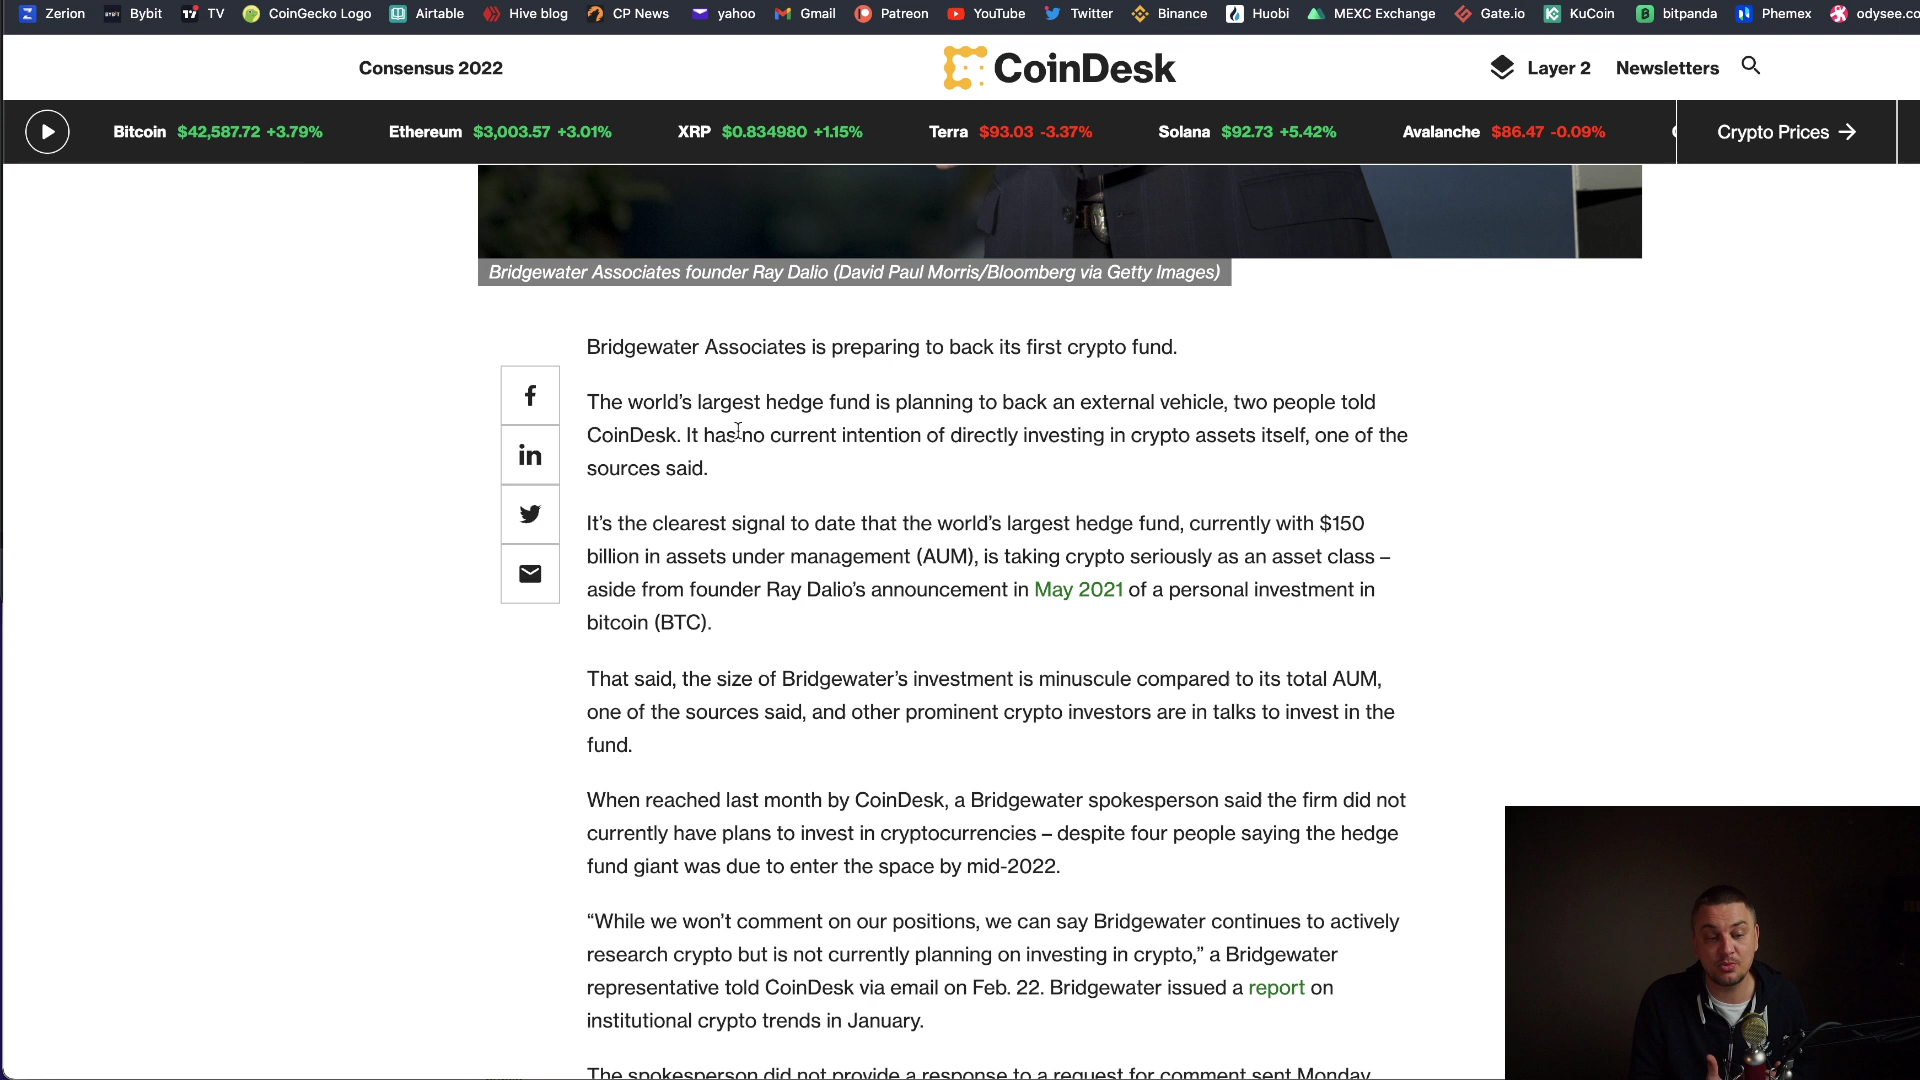 Zerion Bybit TV CoinGecko Logo Airtable Hive blog CP News yahoo Gmail Patreon YouTube Twitter Binance Huobi MEXC Exchange Gate.io KuCoin bitpanda Phemex odysee.co
Consensus 2022 CoinDesk Layer 2 Newsletters
Bitcoin $42,587.72 +3.79% Ethereum $3,003.57 +3.01% XRP $0.834980 +1.15% Terra $93.03 -3.37% Solana $92.73 +5.42% Avalanche $86.47 -0.09% Crypto Prices →
Bridgewater Associates founder Ray Dalio (David Paul Morris/Bloomberg via Getty Images)
Bridgewater Associates is preparing to back its first crypto fund.
The world's largest hedge fund is planning to back an external vehicle, two people told
CoinDesk. It has no current intention of directly investing in crypto assets itself, one of the
sources said.
It's the clearest signal to date that the world's largest hedge fund, currently with $150
billion in assets under management (AUM), is taking crypto seriously as an asset class –
aside from founder Ray Dalio's announcement in May 2021 of a personal investment in
bitcoin (BTC).
That said, the size of Bridgewater's investment is minuscule compared to its total AUM,
one of the sources said, and other prominent crypto investors are in talks to invest in the
fund.
When reached last month by CoinDesk, a Bridgewater spokesperson said the firm did not
currently have plans to invest in cryptocurrencies – despite four people saying the hedge
fund giant was due to enter the space by mid-2022.
“While we won't comment on our positions, we can say Bridgewater continues to actively
research crypto but is not currently planning on investing in crypto,” a Bridgewater
representative told CoinDesk via email on Feb. 22. Bridgewater issued a report on
institutional crypto trends in January.
The spokesperson did not provide a response to a request for comment sent Monday